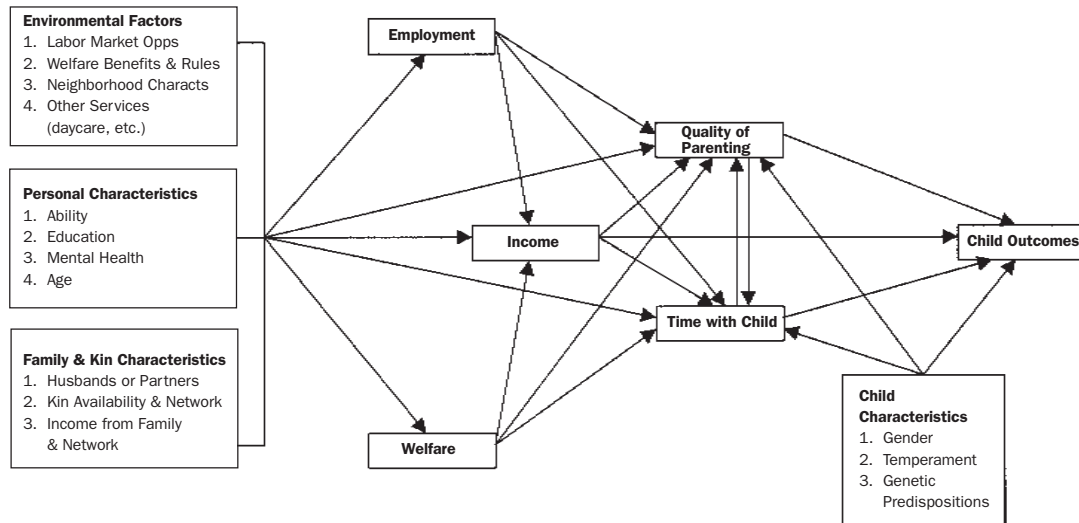 Environmental Factors
1. Labor Market Opps
2. Welfare Benefits & Rules
3. Neighborhood Characts
4. Other Services
(daycare, etc.)
Personal Characteristics
1. Ability
2. Education
3. Mental Health
4. Age
Family & Kin Characteristics
1. Husbands or Partners
2. Kin Availability & Network
3. Income from Family
& Network
Employment
Income
Welfare
Quality of
Parenting
Time with Child
Child Outcomes
Child
Characteristics
1. Gender
2. Temperament
3. Genetic
Predispositions